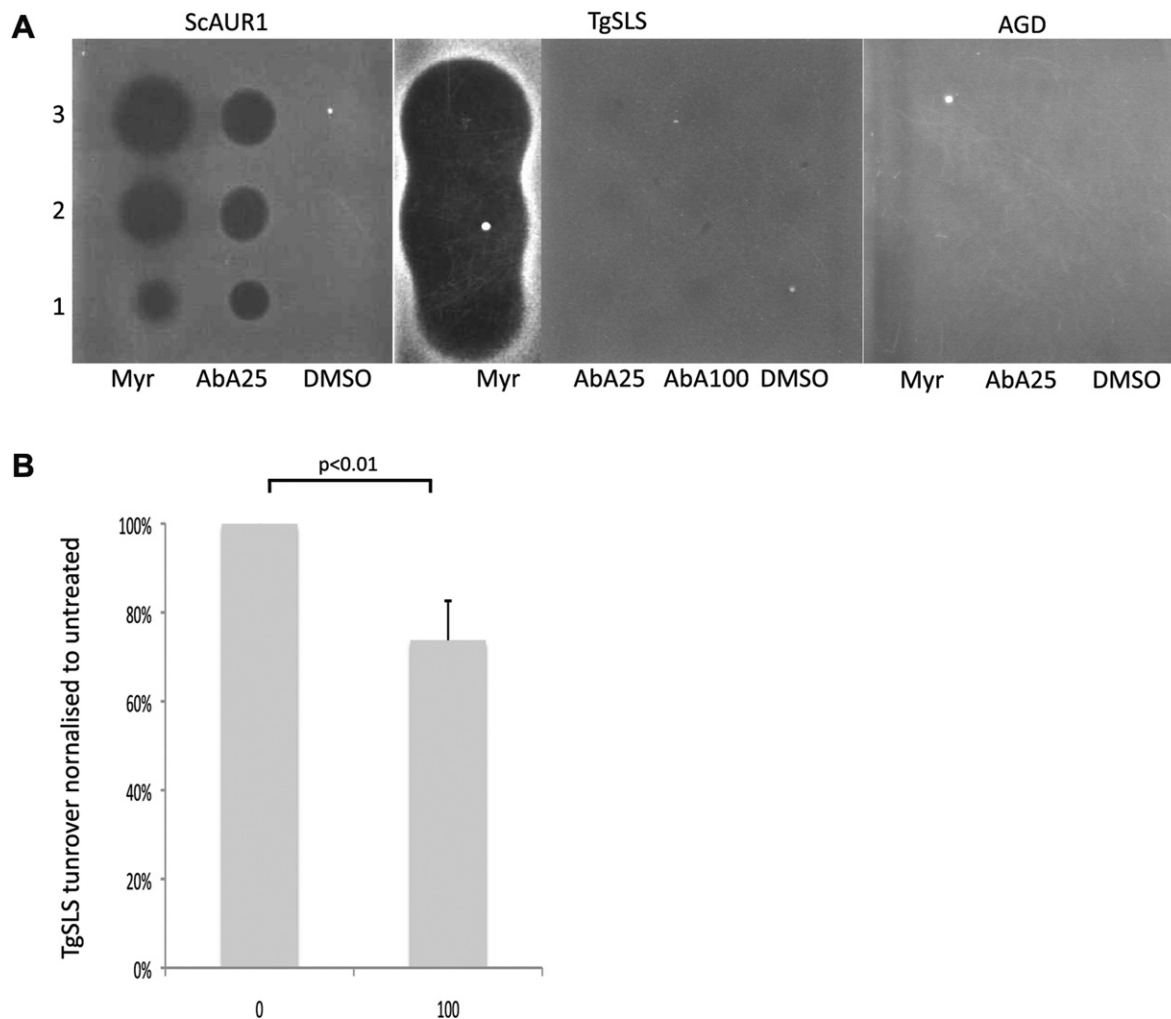 A
ScAUR1 TgSLS AGD
3
2
1
Myr AbA25 DMSO Myr AbA25 AbA100 DMSO Myr AbA25 DMSO
B
p<0.01
TgSLS tunrover nornalised to untreated
100%
80%
60%
40%
20%
0%
0 100